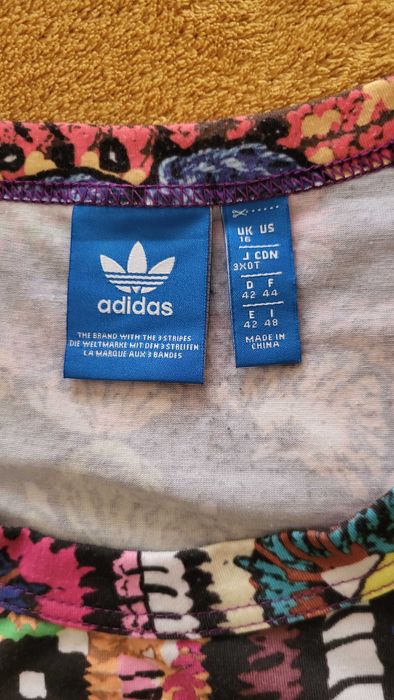 adidas
THE BRAND WITH THE 3 STRIPES
DIE WELTMARKE MIT DEN 3 STREIFEN
LA MARQUE AUX 3 BANDES
UK US
16
J CDN
3XOT
D F
42 44
E I
42 48
MADE IN
CHINA